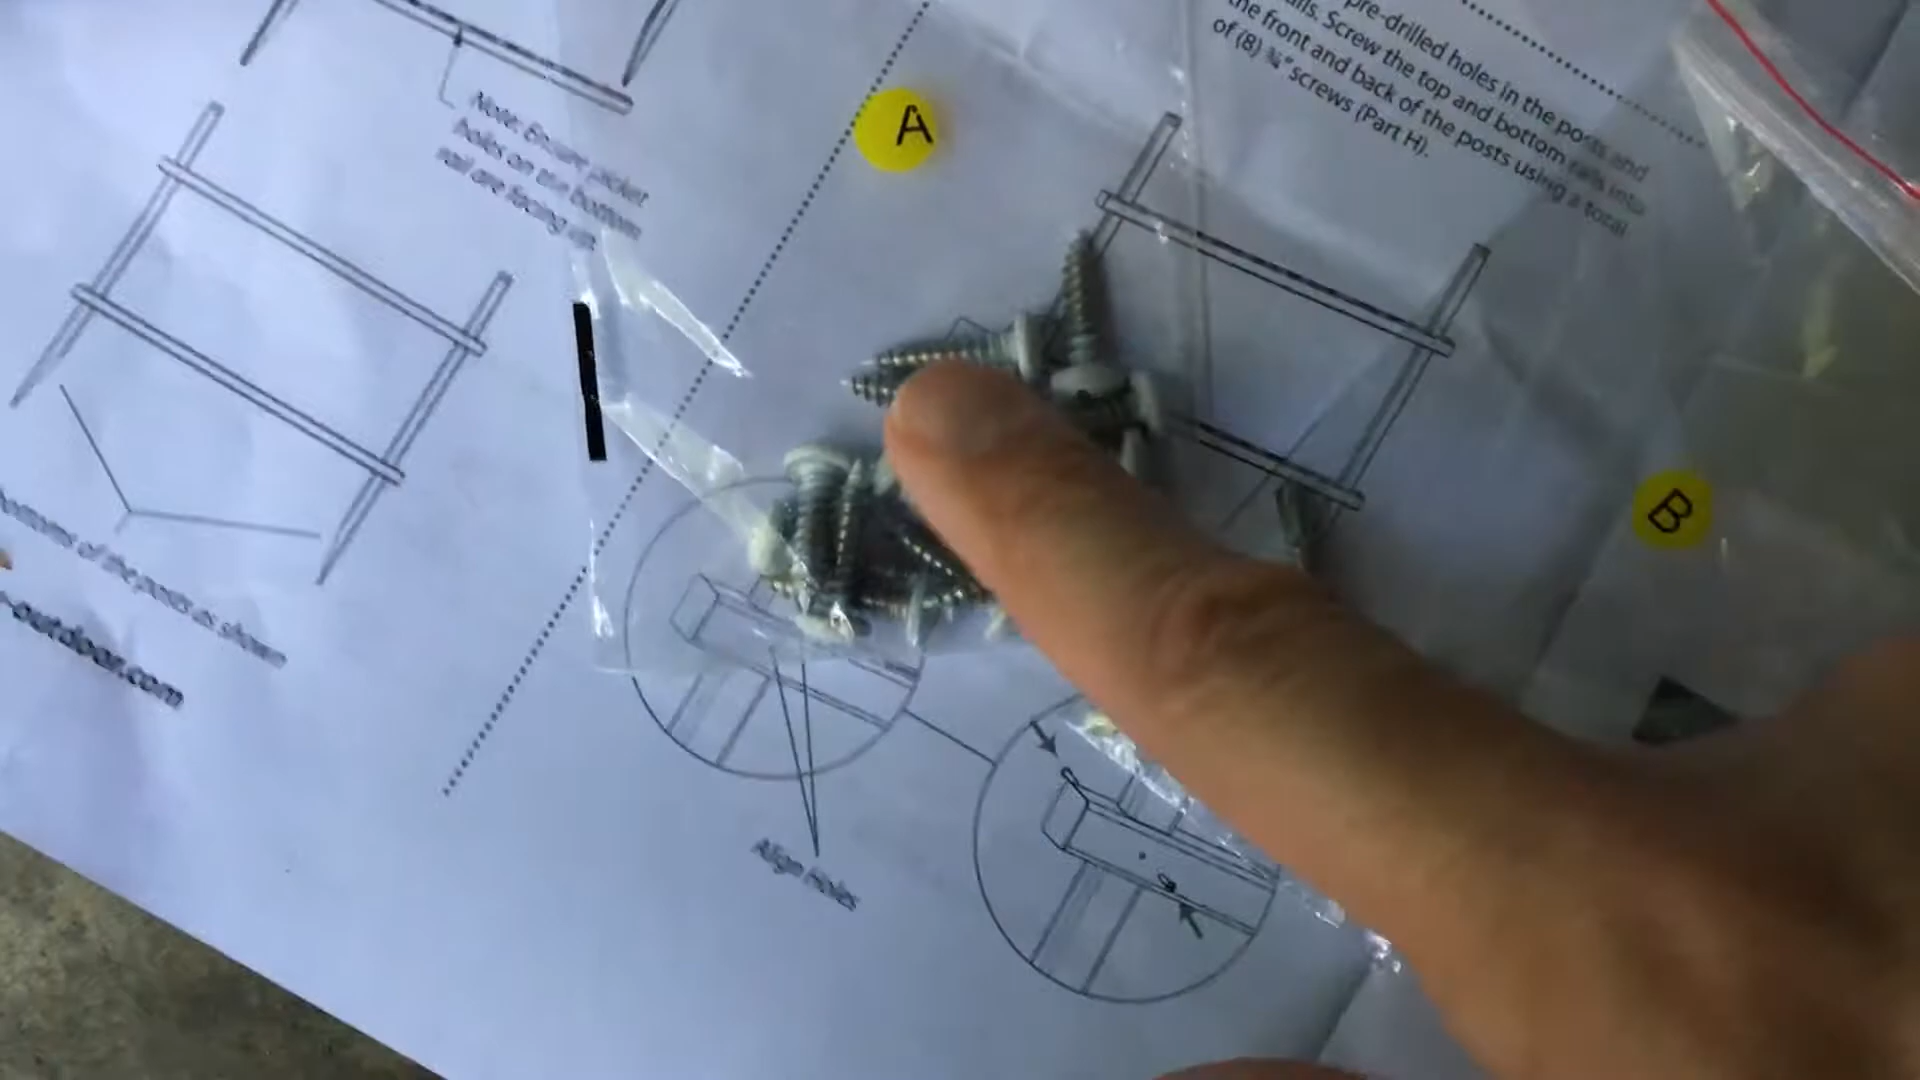 pre-drilled holes in the posts and
Screw the top and bottom rails into
the front and back of the posts using a total
of (8) ¾" screws (Part H).
A
Note: Ensure picket
holes on the bottom
rail are facing up.
B
of the posts as shown
outdoor.com
Align Holes